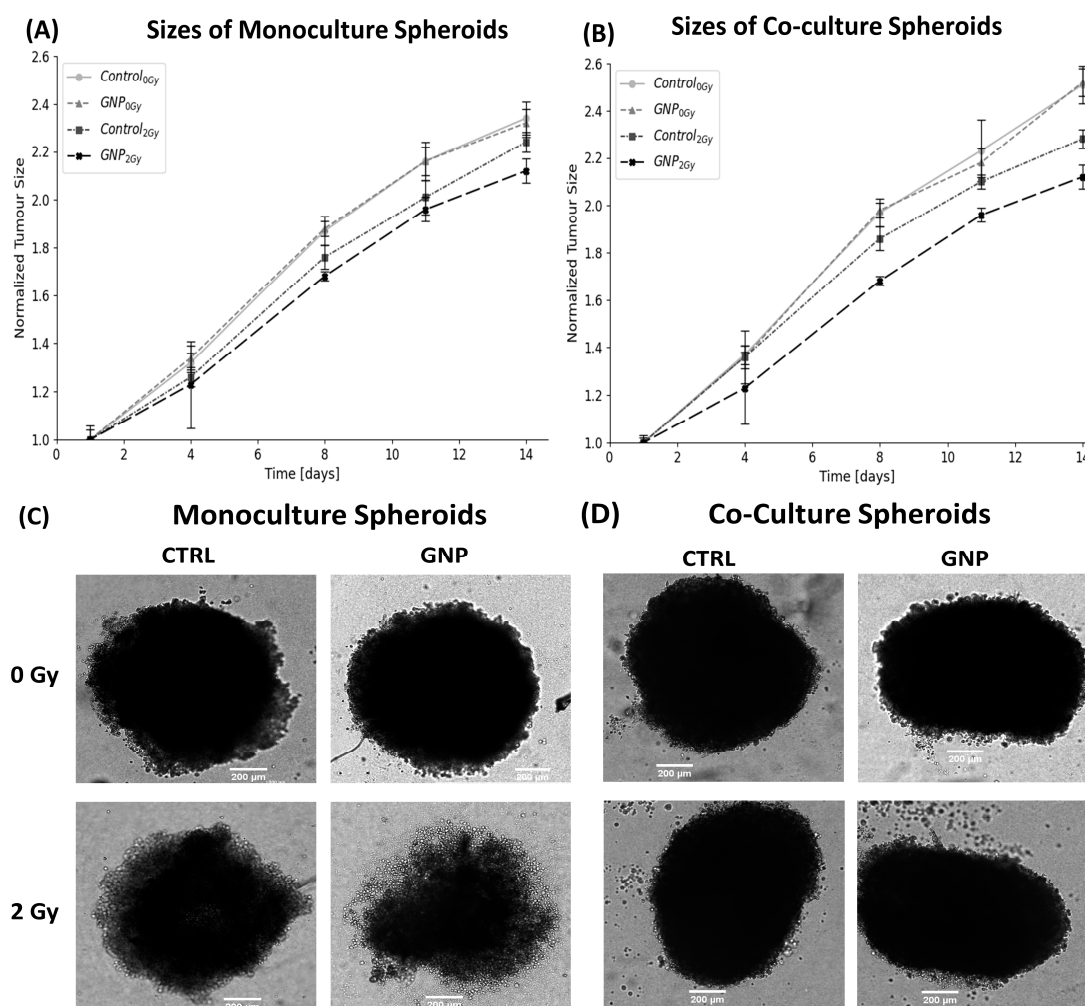 (A) Sizes of Monoculture Spheroids
2.6
2.4
2.2
2.0
1.8
1.6
1.4
1.2
1.0
Normalized Tumour Size
Control0Gy
GNP0Gy
Control2Gy
GNP2Gy
0 2 4 6 8 10 12 14
Time [days]
(B) Sizes of Co-culture Spheroids
2.6
2.4
2.2
2.0
1.8
1.6
1.4
1.2
1.0
Normalized Tumour Size
Control0Gy
GNP0Gy
Control2Gy
GNP2Gy
0 2 4 6 8 10 12 14
Time [days]
(C) Monoculture Spheroids
CTRL GNP
0 Gy
200 µm
200 µm
2 Gy
200 µm
200 µm
(D) Co-Culture Spheroids
CTRL GNP
200 µm
200 µm
200 µm
200 µm